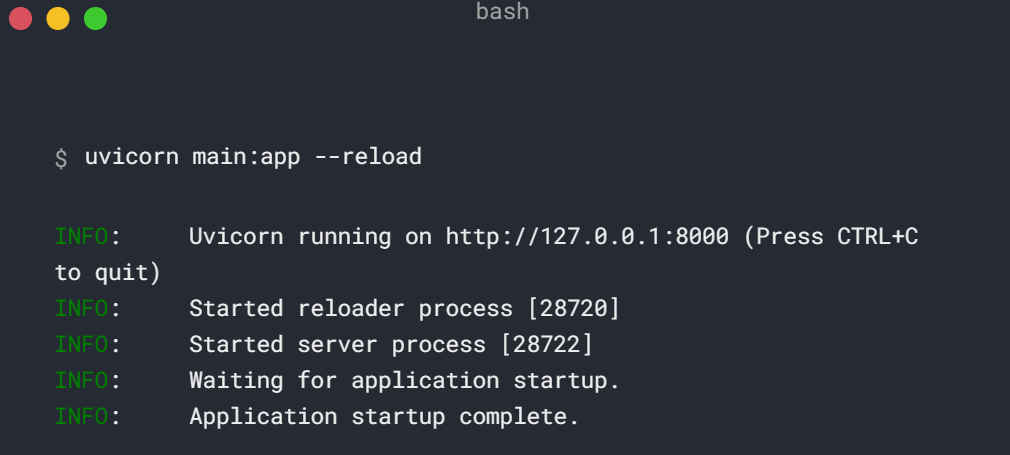 bash
$ uvicorn main:app --reload
INFO:     Uvicorn running on http://127.0.0.1:8000 (Press CTRL+C
to quit)
INFO:     Started reloader process [28720]
INFO:     Started server process [28722]
INFO:     Waiting for application startup.
INFO:     Application startup complete.